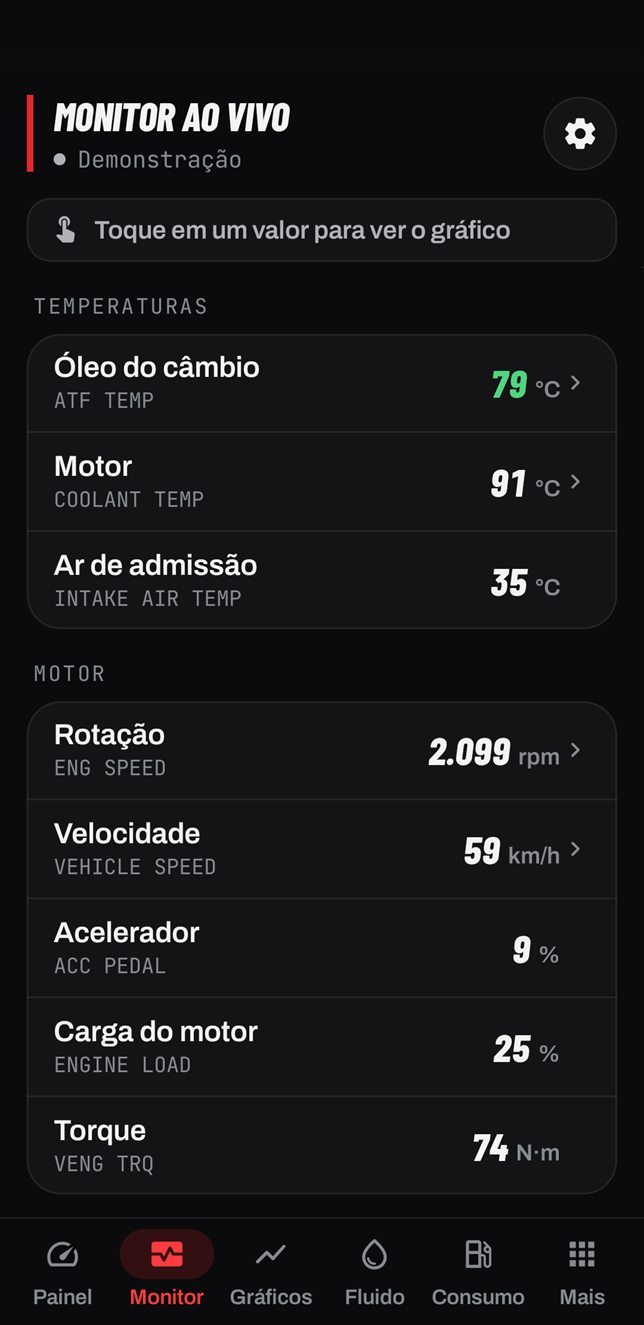 MONITOR AO VIVO
Demonstração
Toque em um valor para ver o gráfico
TEMPERATURAS
Óleo do câmbio
ATF TEMP
79 °C
Motor
COOLANT TEMP
91 °C
Ar de admissão
INTAKE AIR TEMP
35 °C
MOTOR
Rotação
ENG SPEED
2.099 rpm
Velocidade
VEHICLE SPEED
59 km/h
Acelerador
ACC PEDAL
9 %
Carga do motor
ENGINE LOAD
25 %
Torque
VENG TRQ
74 N·m
Painel
Monitor
Gráficos
Fluido
Consumo
Mais